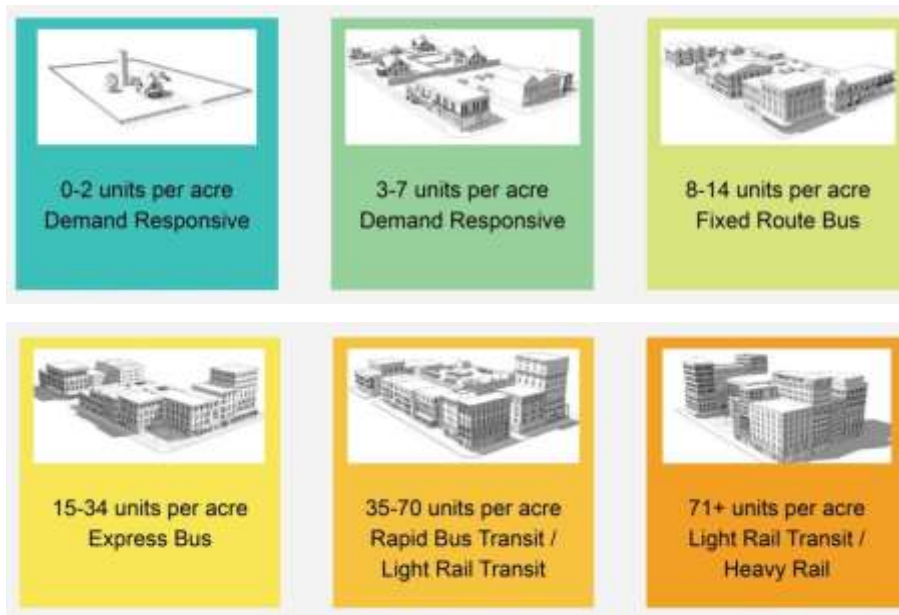 0-2 units per acre
Demand Responsive
3-7 units per acre
Demand Responsive
8-14 units per acre
Fixed Route Bus
15-34 units per acre
Express Bus
35-70 units per acre
Rapid Bus Transit /
Light Rail Transit
71+ units per acre
Light Rail Transit /
Heavy Rail